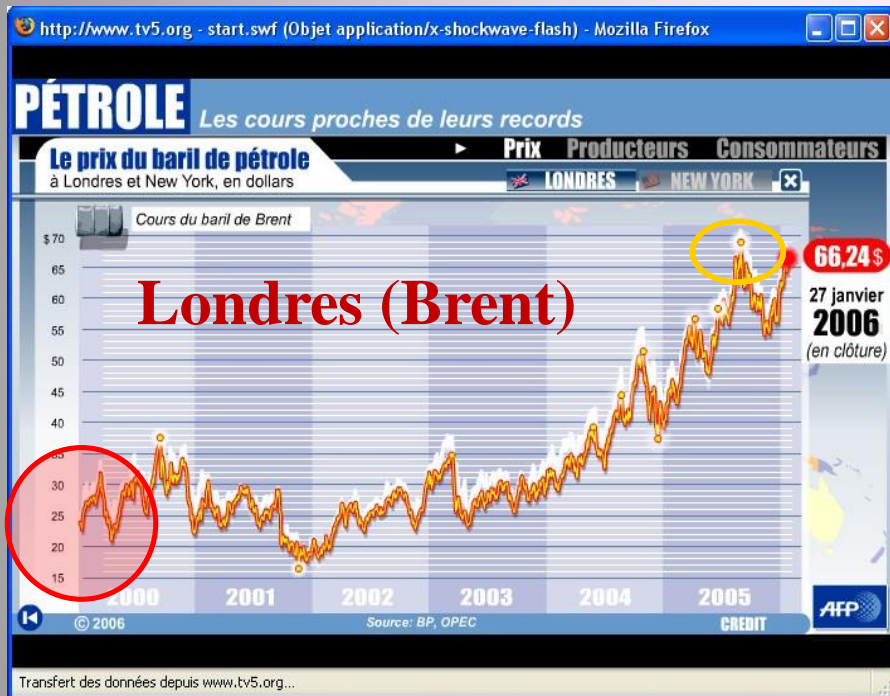 http://www.tv5.org - start.swf (Objet application/x-shockwave-flash) - Mozilla Firefox
PÉTROLE Les cours proches de leurs records
Prix Producteurs Consommateurs
Le prix du baril de pétrole
à Londres et New York, en dollars
LONDRES NEW YORK
Cours du baril de Brent
$ 70
65
60
55
50
45
40
35
30
25
20
15
Londres (Brent)
66,24 $
27 janvier
2006
(en clôture)
2000 2001 2002 2003 2004 2005
© 2006 Source: BP, OPEC CREDIT
AFP
Transfert des données depuis www.tv5.org...